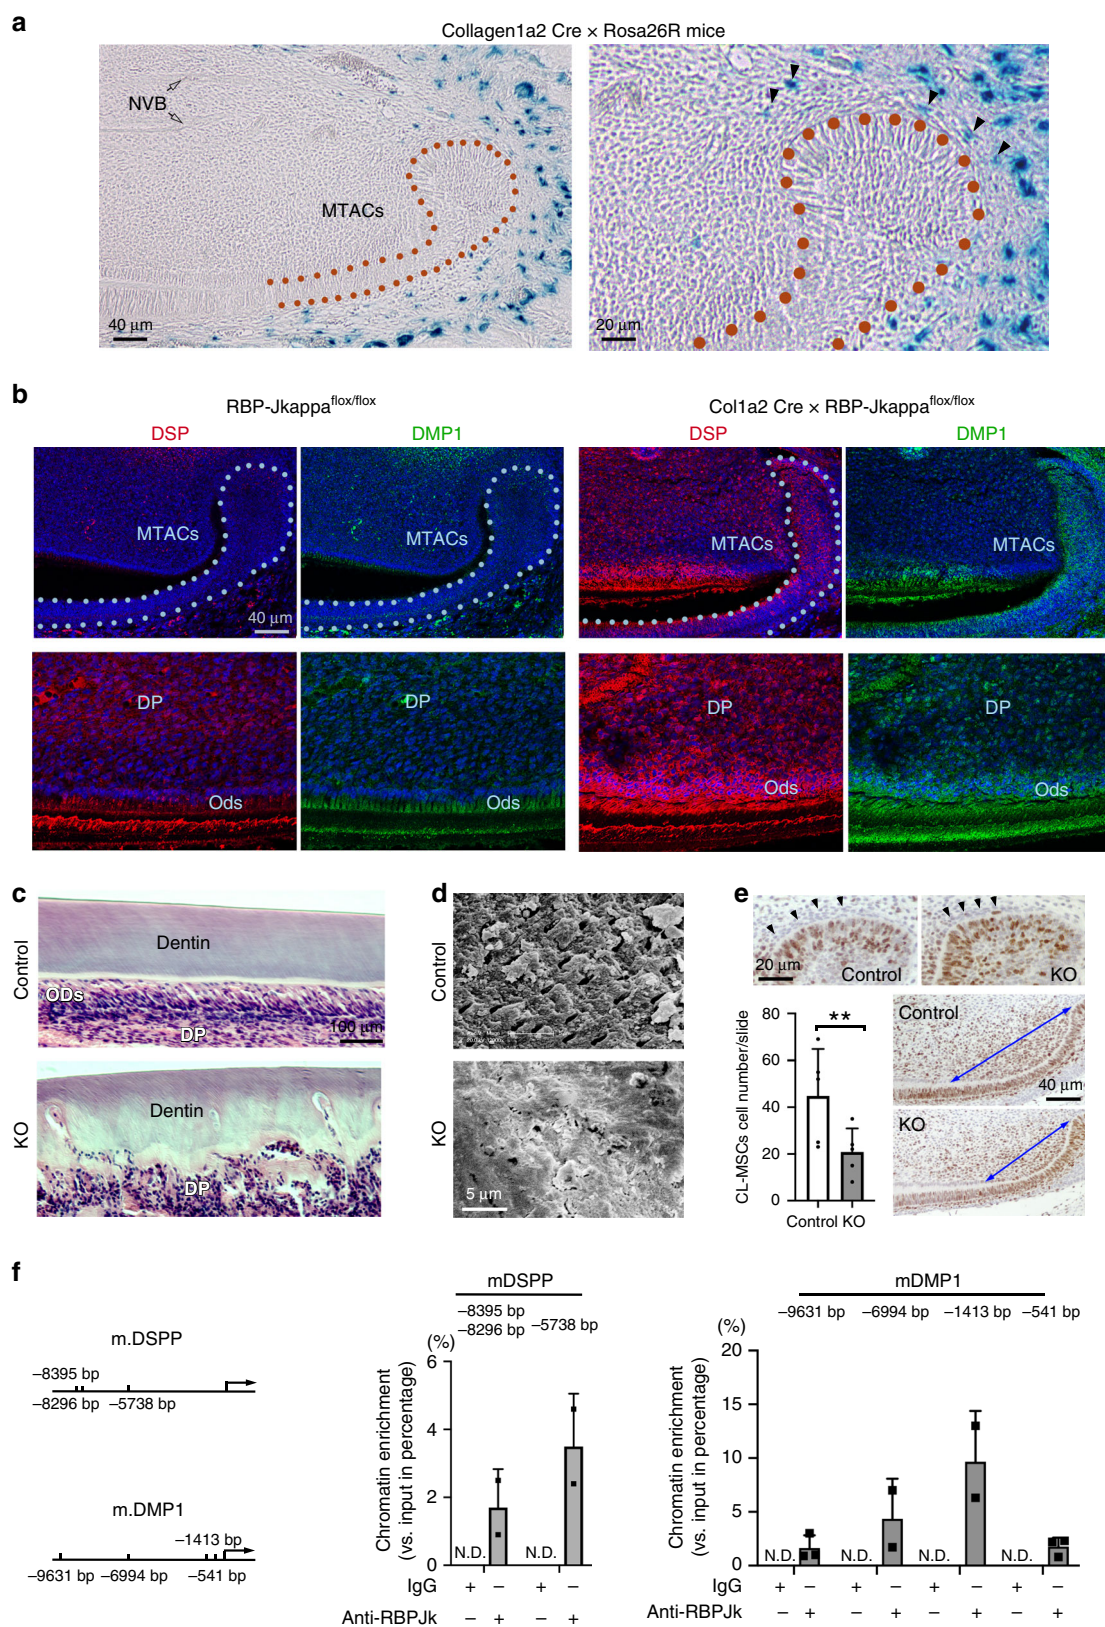 a
Collagen1a2 Cre × Rosa26R mice
NVB
MTACs
40 μm
20 μm
b
RBP-Jkappaflox/flox
Col1a2 Cre × RBP-Jkappaflox/flox
DSP
DMP1
DSP
DMP1
MTACs
MTACs
MTACs
MTACs
40 μm
DP
DP
DP
Ods
Ods
Ods
c
d
e
Control
Dentin
ODs
DP
100 μm
KO
Dentin
DP
Control
KO
5 μm
20 μm
Control
KO
CL-MSCs cell number/slide
80
60
40
20
0
**
Control KO
Control
40 μm
KO
f
m.DSPP
–8395 bp
–8296 bp
–5738 bp
m.DMP1
–1413 bp
–9631 bp
–6994 bp
–541 bp
mDSPP
–8395 bp
–8296 bp
–5738 bp
(%)
Chromatin enrichment
(vs. input in percentage)
6
4
2
0
N.D.
N.D.
IgG
+ – + –
Anti-RBPJk
– + – +
mDMP1
–9631 bp
–6994 bp
–1413 bp
–541 bp
(%)
Chromatin enrichment
(vs. input in percentage)
20
15
10
5
0
N.D.
N.D.
N.D.
N.D.
IgG
+ – + – + – + –
Anti-RBPJk
– + – + – + – +